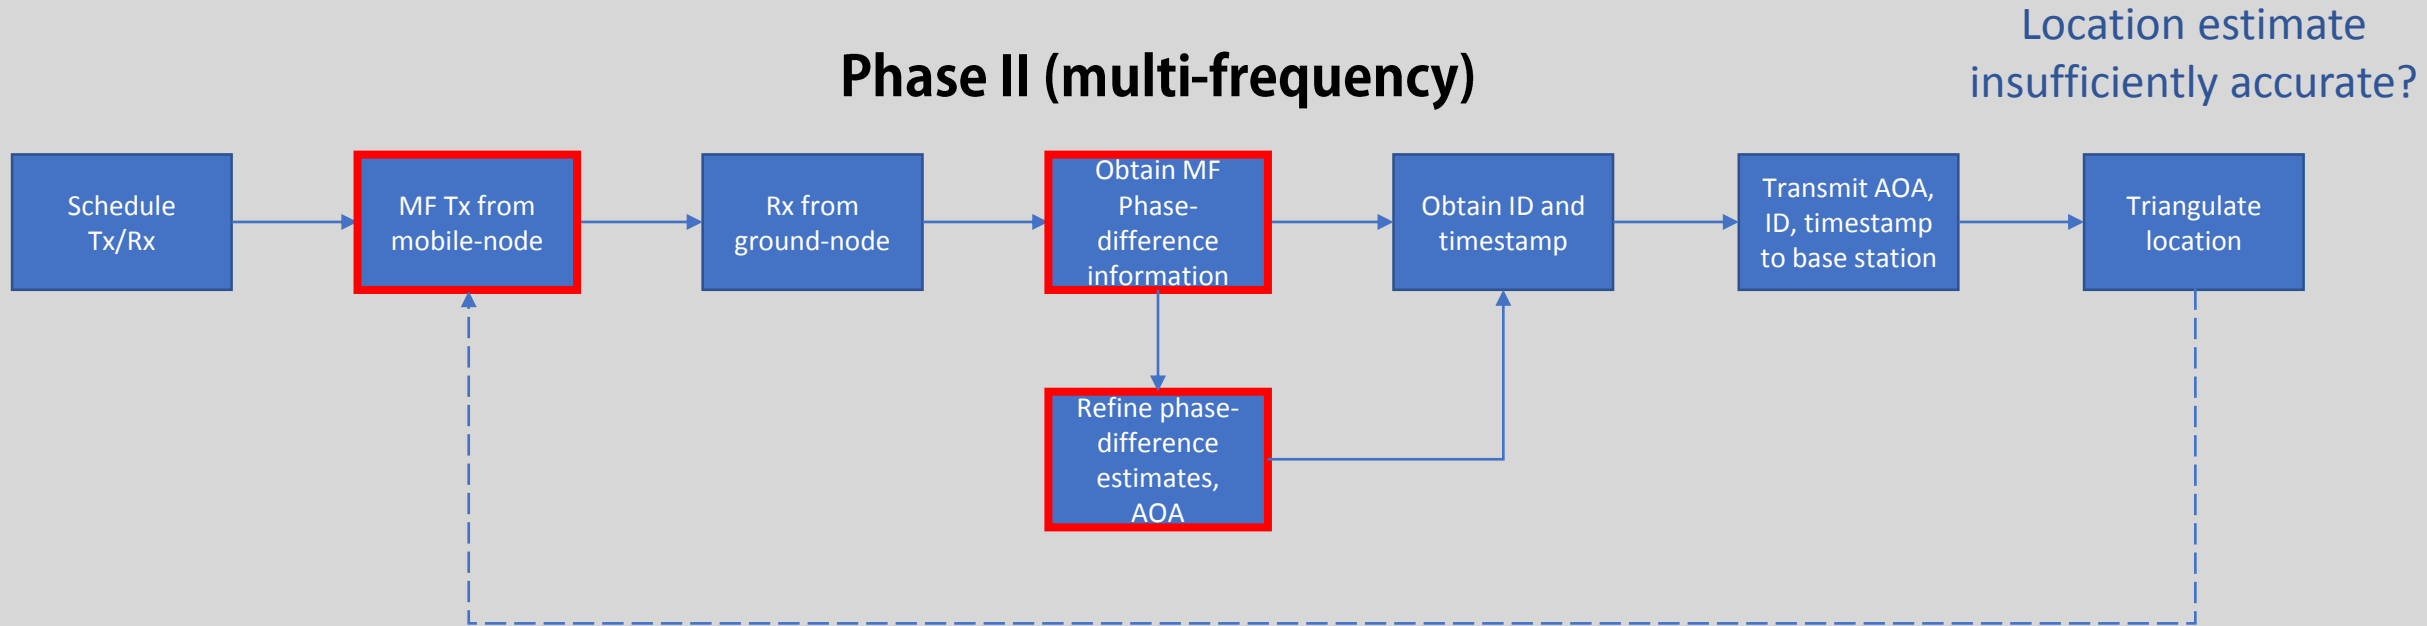 Location estimate
insufficiently accurate?
Phase II (multi-frequency)
Schedule
Tx/Rx
MF Tx from
mobile-node
Rx from
ground-node
Obtain MF
Phase-
difference
information
Obtain ID and
timestamp
Transmit AOA,
ID, timestamp
to base station
Triangulate
location
Refine phase-
difference
estimates,
AOA